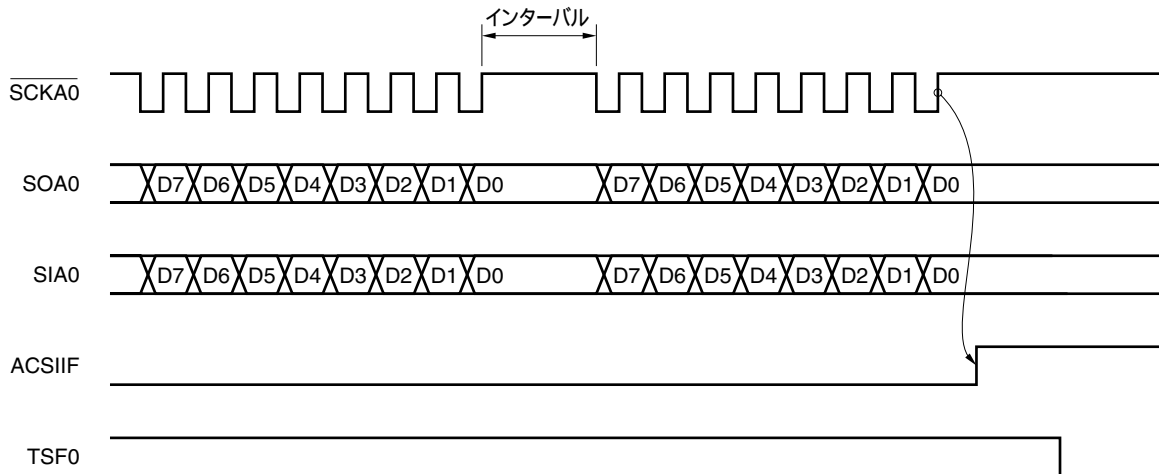 インターバル
SCKA0
SOA0 D7 D6 D5 D4 D3 D2 D1 D0 D7 D6 D5 D4 D3 D2 D1 D0
SIA0 D7 D6 D5 D4 D3 D2 D1 D0 D7 D6 D5 D4 D3 D2 D1 D0
ACSIIF
TSF0